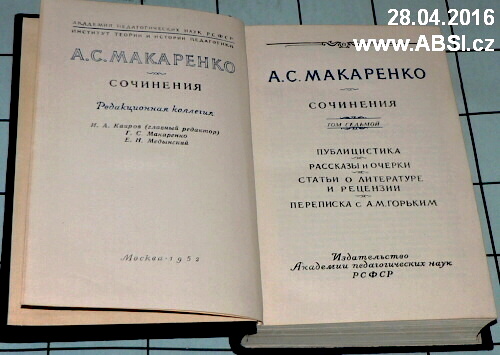 28.04.2016
www.ABSI.cz
АКАДЕМИЯ ПЕДАГОГИЧЕСКИХ НАУК РСФСР
ИНСТИТУТ ТЕОРИИ И ИСТОРИИ ПЕДАГОГИКИ
А.С. МАКАРЕНКО
СОЧИНЕНИЯ
Редакционная коллегия
И. А. Каиров (главный редактор)
Г. С. Макаренко
Е. Н. Медынский
Москва - 1952
А.С. МАКАРЕНКО
СОЧИНЕНИЯ
ТОМ СЕДЬМОЙ
ПУБЛИЦИСТИКА
РАССКАЗЫ И ОЧЕРКИ
СТАТЬИ О ЛИТЕРАТУРЕ
И РЕЦЕНЗИИ
ПЕРЕПИСКА С А.М. ГОРЬКИМ
Издательство
Академии педагогических наук
РСФСР